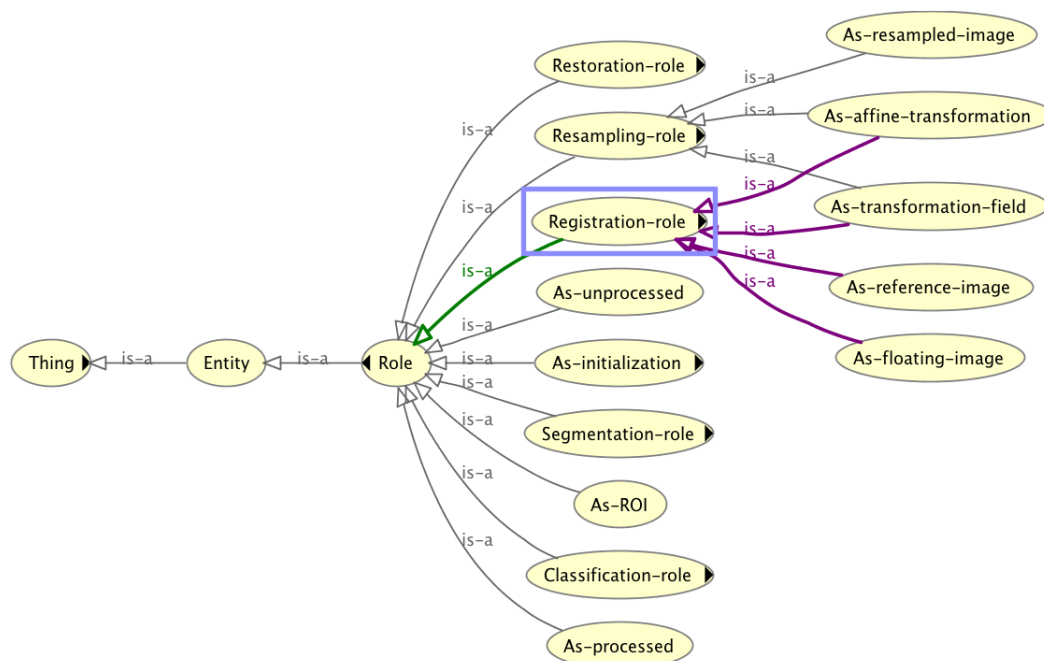 As-resampled-image
Restoration-role
is-a
As-affine-transformation
is-a
is-a
Resampling-role
is-a
is-a
As-transformation-field
is-a
Registration-role
is-a
is-a
is-a
As-reference-image
is-a
is-a
As-unprocessed
is-a
As-floating-image
Thing
is-a
Entity
is-a
Role
is-a
As-initialization
is-a
Segmentation-role
is-a
is-a
As-ROI
is-a
Classification-role
As-processed